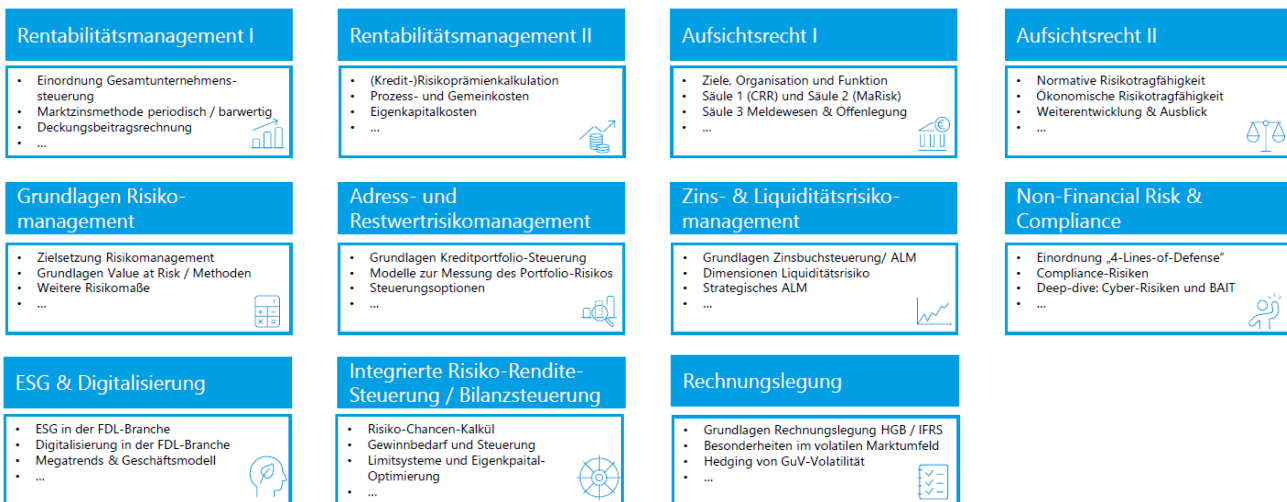 Rentabilitätsmanagement I
• Einordnung Gesamtunternehmens-
steuerung
• Marktzinsmethode periodisch / barwertig
• Deckungsbeitragsrechnung
• ...
Rentabilitätsmanagement II
• (Kredit-)Risikoprämienkalkulation
• Prozess- und Gemeinkosten
• Eigenkapitalkosten
• ...
Aufsichtsrecht I
• Ziele, Organisation und Funktion
• Säule 1 (CRR) und Säule 2 (MaRisk)
• Säule 3 Meldewesen & Offenlegung
• ...
Aufsichtsrecht II
• Normative Risikotragfähigkeit
• Ökonomische Risikotragfähigkeit
• Weiterentwicklung & Ausblick
• ...
Grundlagen Risiko-
management
• Zielsetzung Risikomanagement
• Grundlagen Value at Risk / Methoden
• Weitere Risikomaße
• ...
Adress- und
Restwertrisikomanagement
• Grundlagen Kreditportfolio-Steuerung
• Modelle zur Messung des Portfolio-Risikos
• Steuerungsoptionen
• ...
Zins- & Liquiditätsrisiko-
management
• Grundlagen Zinsbuchsteuerung/ ALM
• Dimensionen Liquiditätsrisiko
• Strategisches ALM
• ...
Non-Financial Risk &
Compliance
• Einordnung „4-Lines-of-Defense"
• Compliance-Risiken
• Deep-dive: Cyber-Risiken und BAIT
• ...
ESG & Digitalisierung
• ESG in der FDL-Branche
• Digitalisierung in der FDL-Branche
• Megatrends & Geschäftsmodell
• ...
Integrierte Risiko-Rendite-
Steuerung / Bilanzsteuerung
• Risiko-Chancen-Kalkül
• Gewinnbedarf und Steuerung
• Limitsysteme und Eigenkpaital-
Optimierung
• ...
Rechnungslegung
• Grundlagen Rechnungslegung HGB / IFRS
• Besonderheiten im volatilen Marktumfeld
• Hedging von GuV-Volatilität
• ...